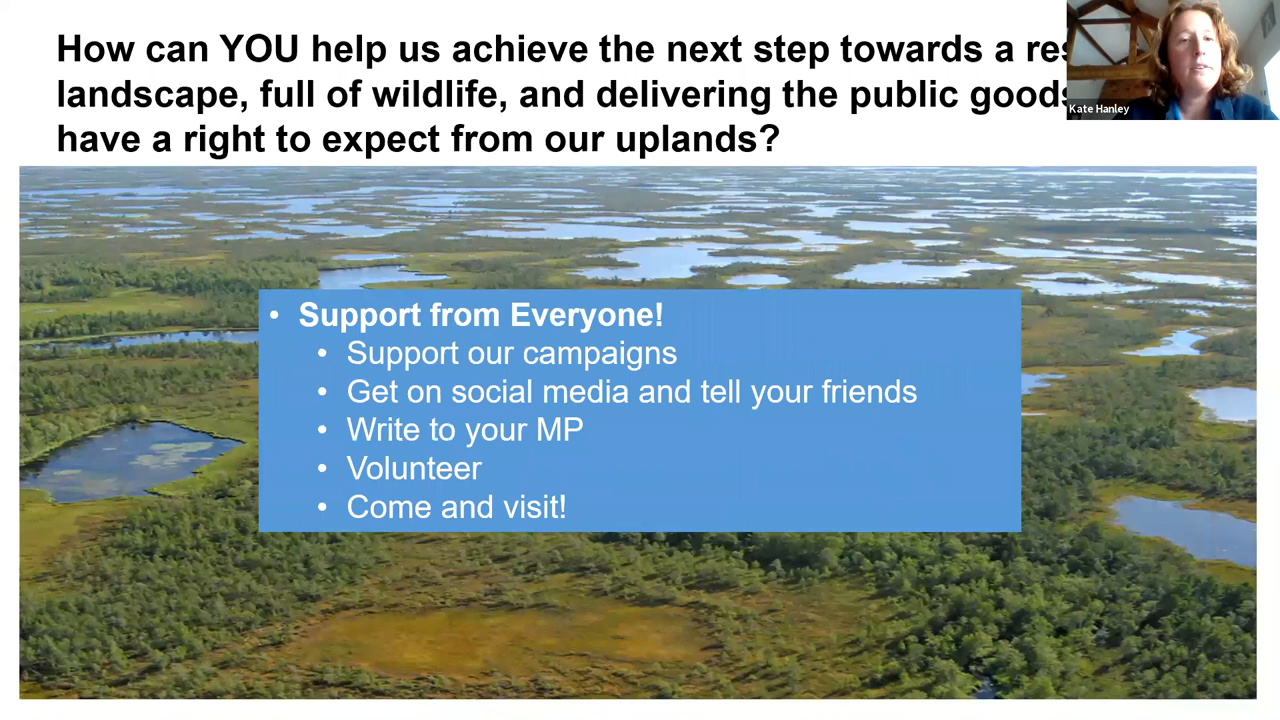 How can YOU help us achieve the next step towards a
landscape, full of wildlife, and delivering the public goods
have a right to expect from our uplands?
Kate Hanley
• Support from Everyone!
• Support our campaigns
• Get on social media and tell your friends
• Write to your MP
• Volunteer
• Come and visit!